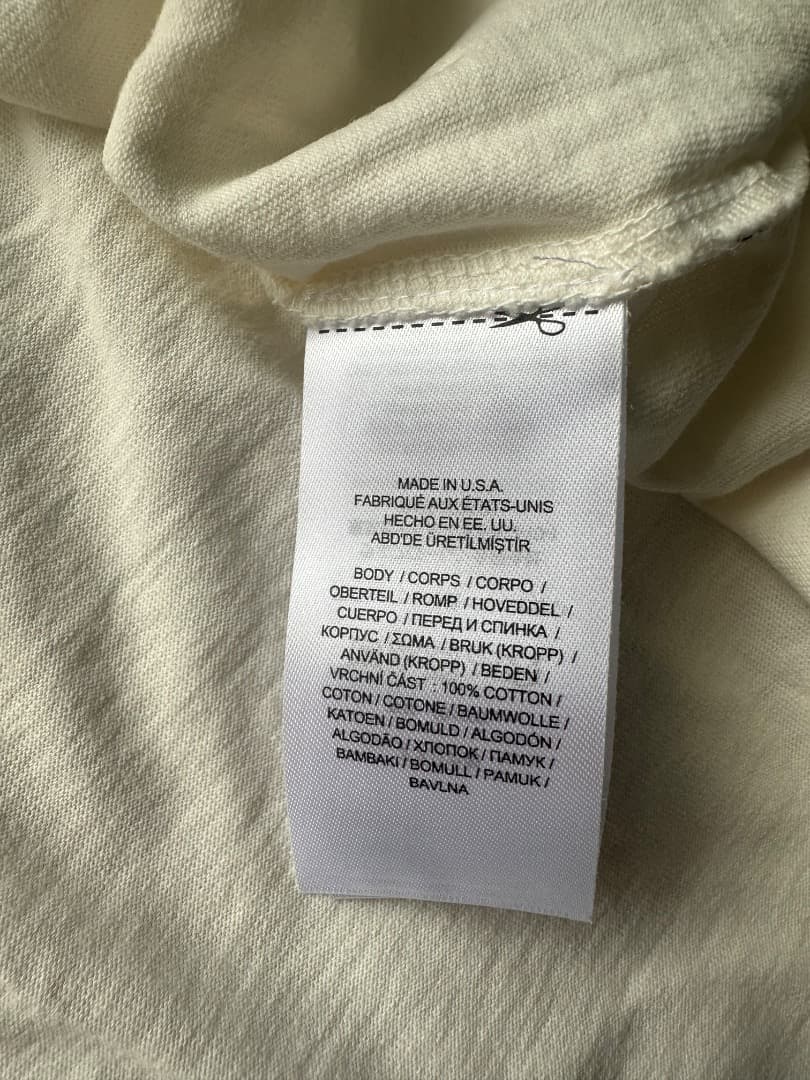 MADE IN U.S.A.
FABRIQUÉ AUX ÉTATS-UNIS
HECHO EN EE. UU.
ABD'DE ÜRETİLMİŞTİR
BODY / CORPS / CORPO /
OBERTEIL / ROMP / HOVEDDEL /
CUERPO / ПЕРЕД И СПИНКА /
КОРПУС / ΣΩΜΑ / BRUK (KROPP) /
ANVÄND (KROPP) / BEDEN /
VRCHNÍ ČÁST : 100% COTTON /
COTON / COTONE / BAUMWOLLE /
KATOEN / BOMULD / ALGODÓN /
ALGODÃO / ХЛОПОК / ПАМУК /
BAMBAKI / BOMULL / PAMUK /
BAVLNA